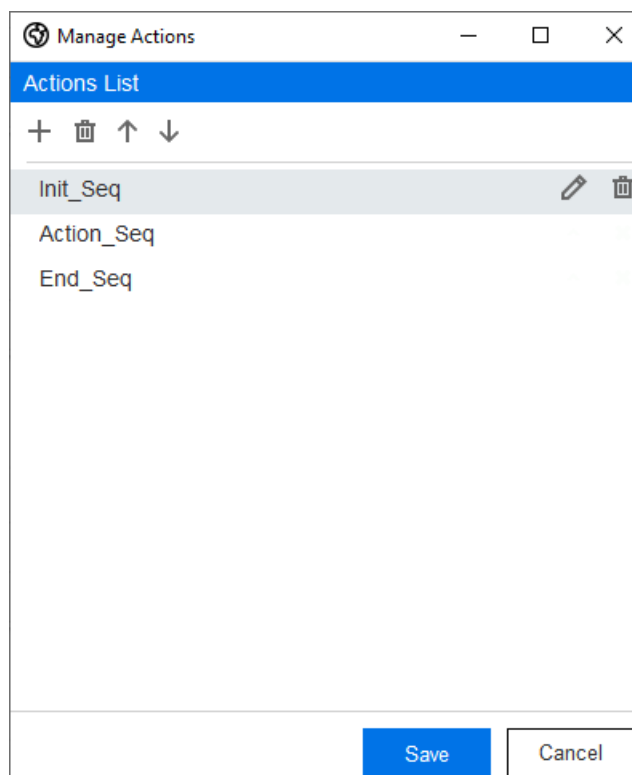 Manage Actions
Actions List
Init_Seq
Action_Seq
End_Seq
Save
Cancel